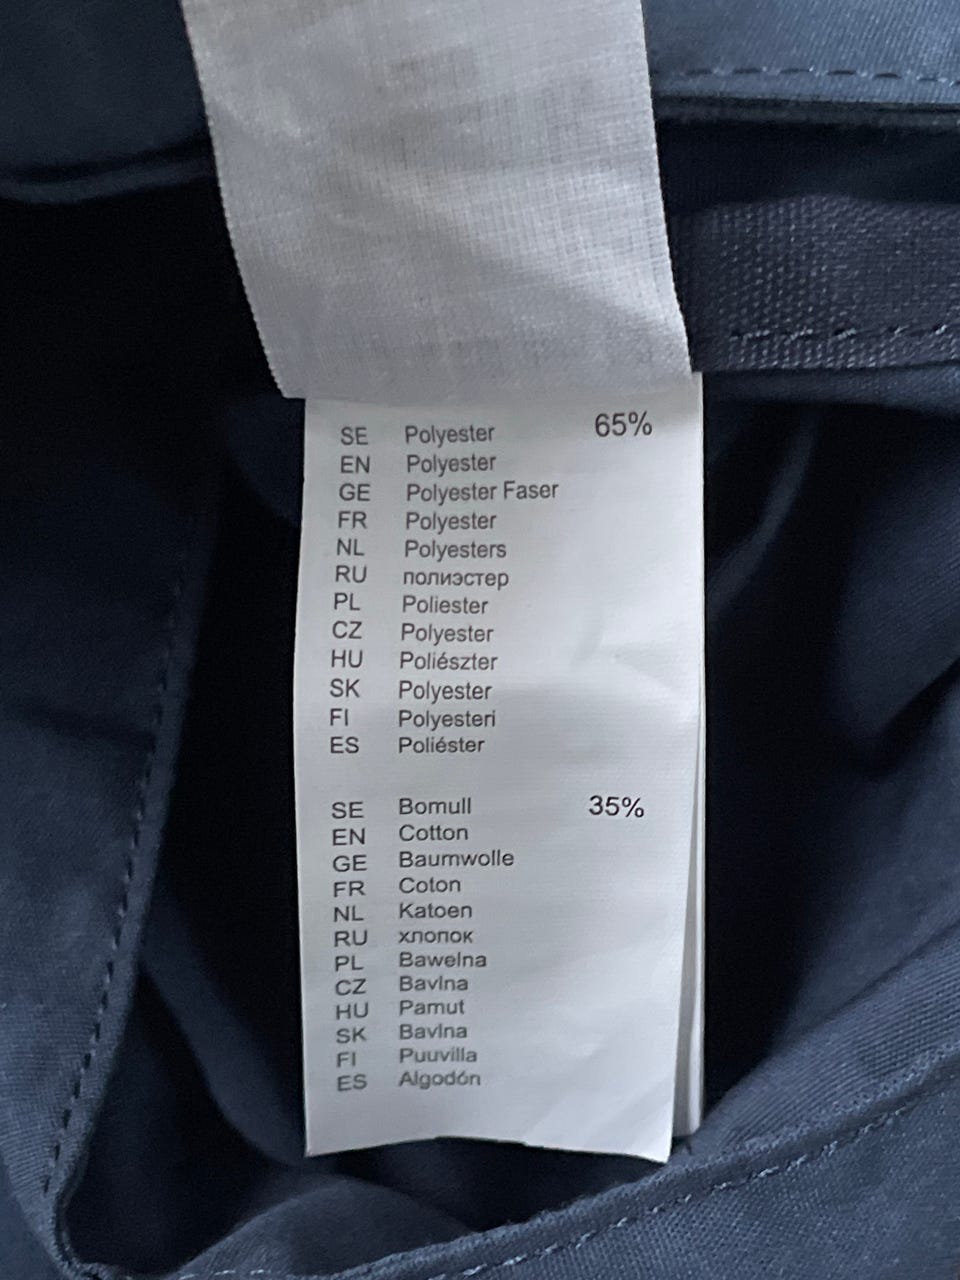 SE Polyester 65%
EN Polyester
GE Polyester Faser
FR Polyester
NL Polyesters
RU полиэстер
PL Poliester
CZ Polyester
HU Poliészter
SK Polyester
FI Polyesteri
ES Poliéster
SE Bomull 35%
EN Cotton
GE Baumwolle
FR Coton
NL Katoen
RU хлопок
PL Bawelna
CZ Bavlna
HU Pamut
SK Bavlna
FI Puuvilla
ES Algodón